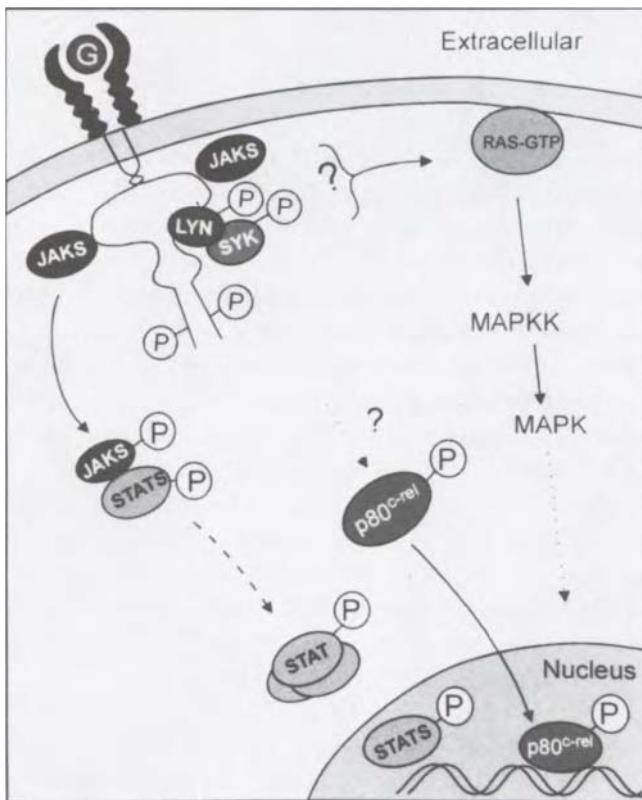 Extracellular
G
RAS-GTP
JAKS
?
P
LYN
P
SYK
JAKS
P
P
MAPKK
MAPK
?
P
JAKS
P
STATS
P
p80c-rel
P
STAT
Nucleus
P
STATS
P
p80c-rel